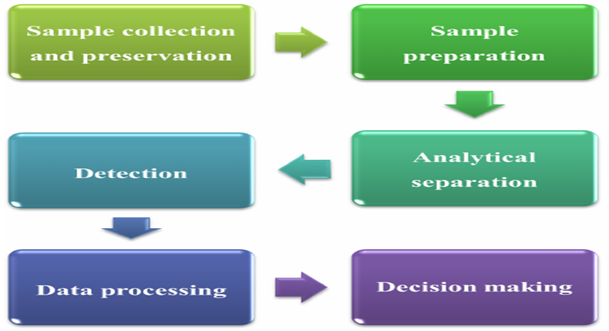 Sample collection
and preservation
Sample
preparation
Analytical
separation
Detection
Data processing
Decision making